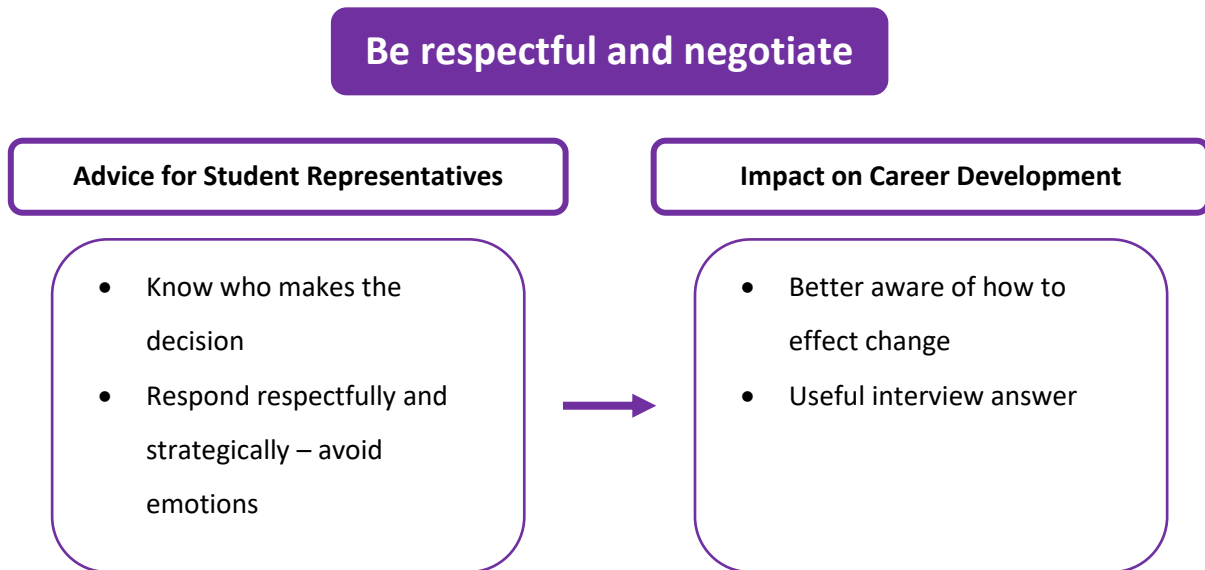 Be respectful and negotiate
Advice for Student Representatives
• Know who makes the
decision
• Respond respectfully and
strategically – avoid
emotions
Impact on Career Development
• Better aware of how to
effect change
• Useful interview answer